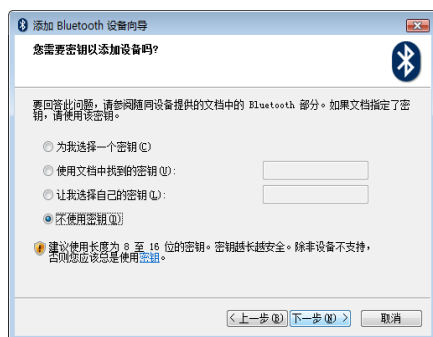 添加 Bluetooth 设备向导
您需要密钥以添加设备吗?
要回答此问题，请参阅随同设备提供的文档中的 Bluetooth 部分。如果文档指定了密
钥，请使用该密钥。
为我选择一个密钥(C)
使用文档中找到的密钥(U):
让我选择自己的密钥(L):
不使用密钥(D)
建议使用长度为 8 至 16 位的密钥。密钥越长越安全。除非设备不支持，
否则您应该总是使用密钥。
< 上一步(B) 下一步(N) > 取消